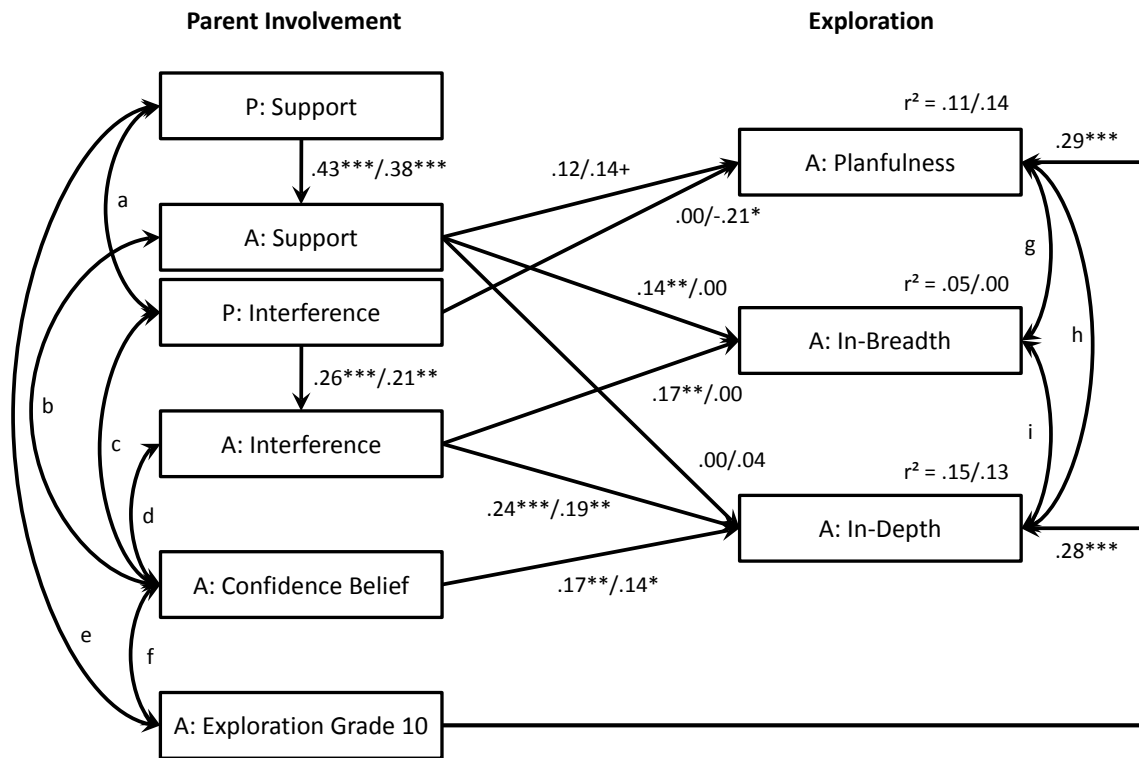 Parent Involvement
Exploration
P: Support
r² = .11/.14
.43***/.38***
.12/.14+
A: Planfulness
.29***
a
.00/-.21*
A: Support
g
P: Interference
.14**/.00
r² = .05/.00
A: In-Breadth
h
.26***/.21**
.17**/.00
b
c
A: Interference
i
.00/.04
r² = .15/.13
d
.24***/.19**
A: In-Depth
.28***
A: Confidence Belief
.17**/.14*
e
f
A: Exploration Grade 10